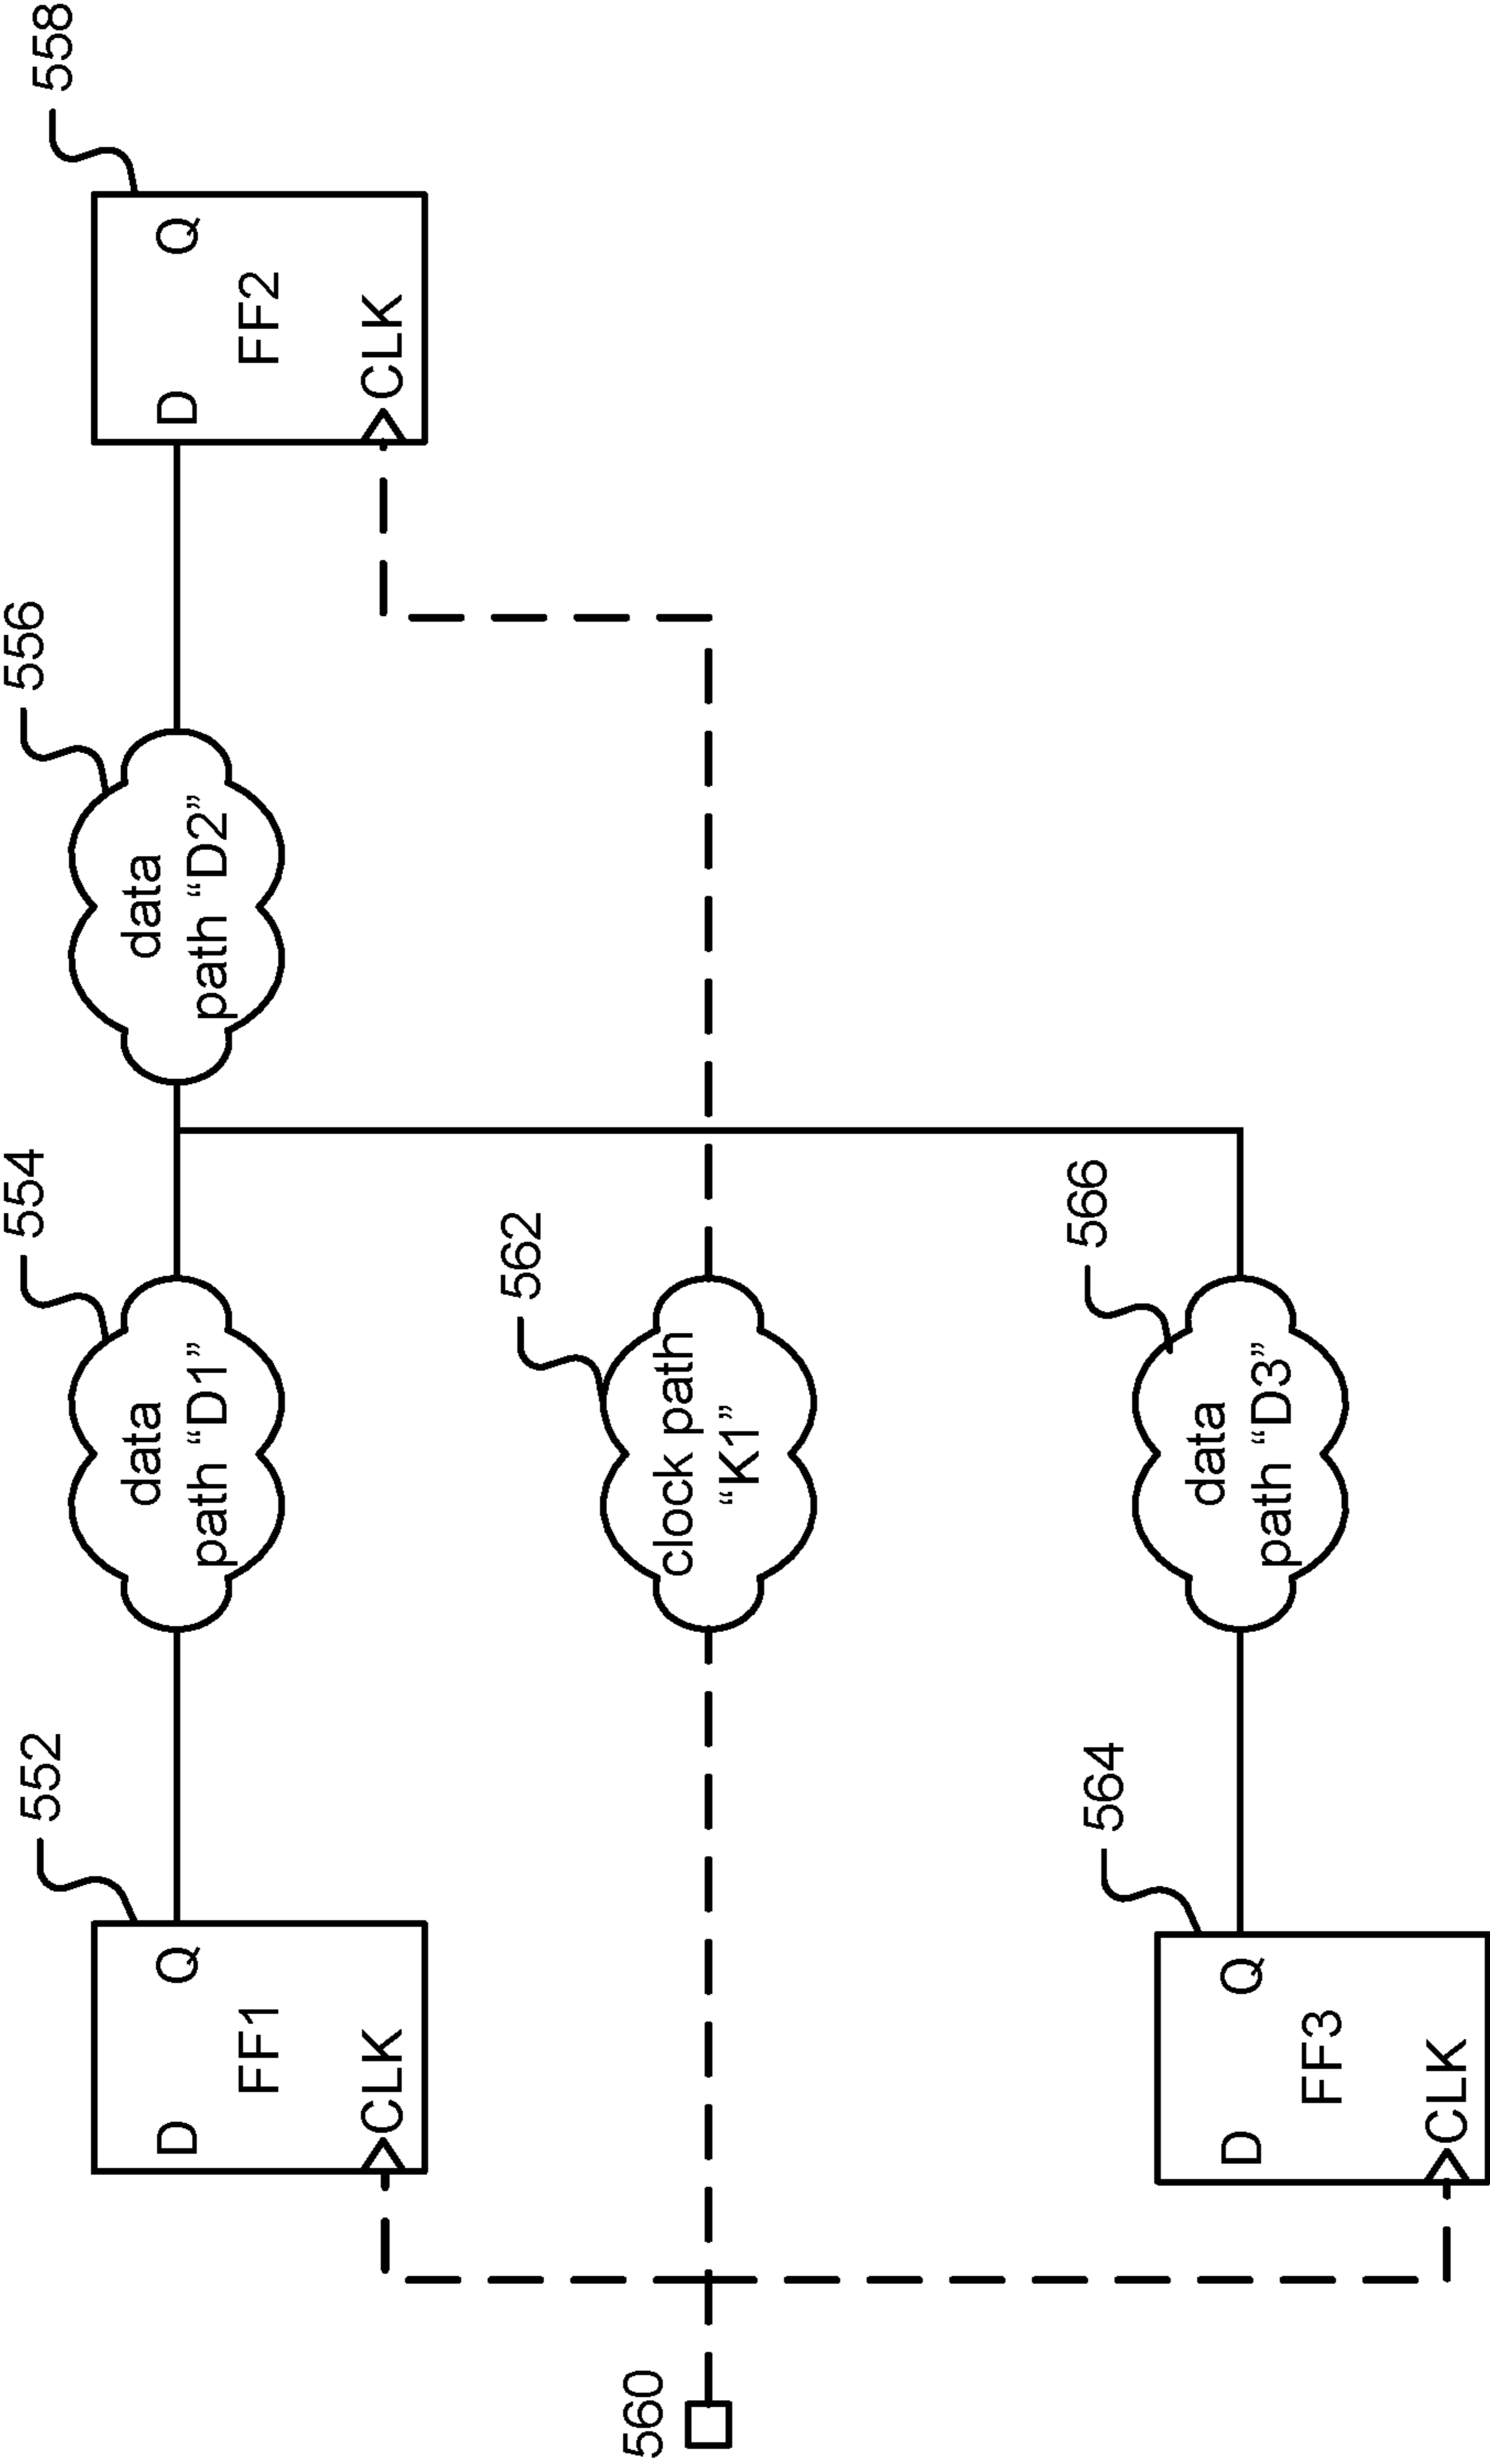 552
554
556
558
D
Q
FF1
CLK
data
path “D1”
data
path “D2”
D
Q
FF2
CLK
560
562
clock path
“K1”
564
566
D
Q
FF3
CLK
data
path “D3”